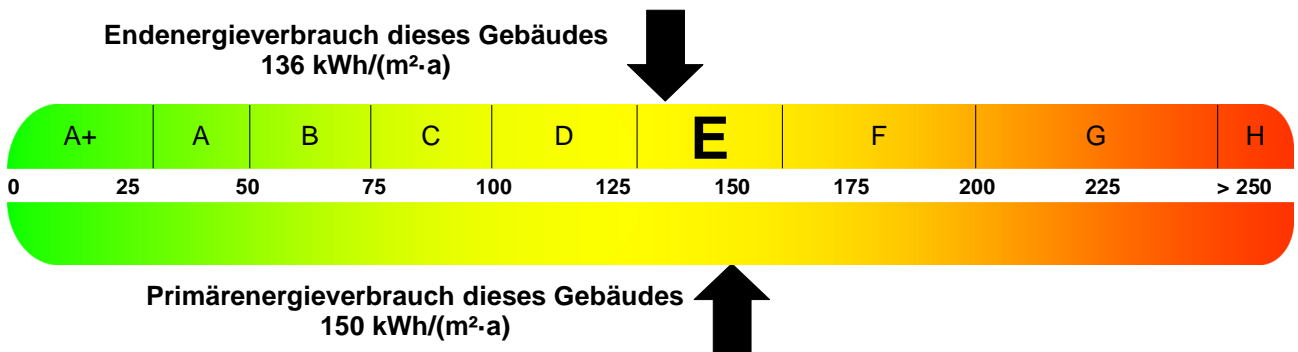 Endenergieverbrauch dieses Gebäudes
136 kWh/(m²·a)
A+ A B C D E F G H
0 25 50 75 100 125 150 175 200 225 > 250
Primärenergieverbrauch dieses Gebäudes
150 kWh/(m²·a)